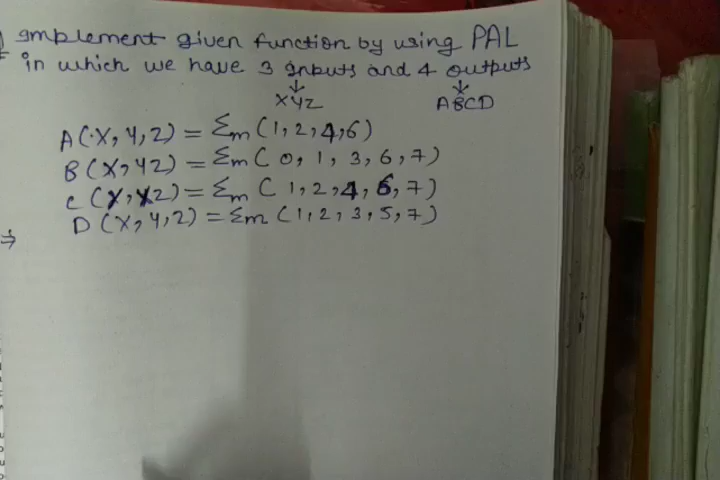 Implement given function by using PAL
in which we have 3 inputs and 4 outputs
↓ ↓
XYZ ABCD
A(X, Y, Z) = Σm (1, 2, 4, 6)
B(X, YZ) = Σm ( 0, 1, 3, 6, 7)
C (X, YZ) = Σm ( 1, 2, 4, 6, 7)
D (X, Y, Z) = Σm (1, 2, 3, 5, 7)
⇒